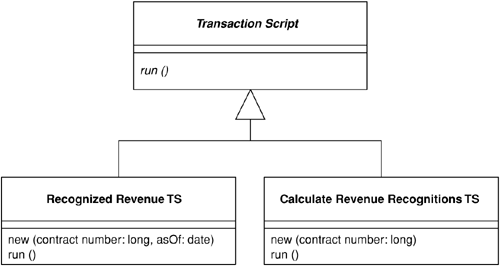 Transaction Script
run ()
Recognized Revenue TS
new (contract number: long, asOf: date)
run ()
Calculate Revenue Recognitions TS
new (contract number: long)
run ()